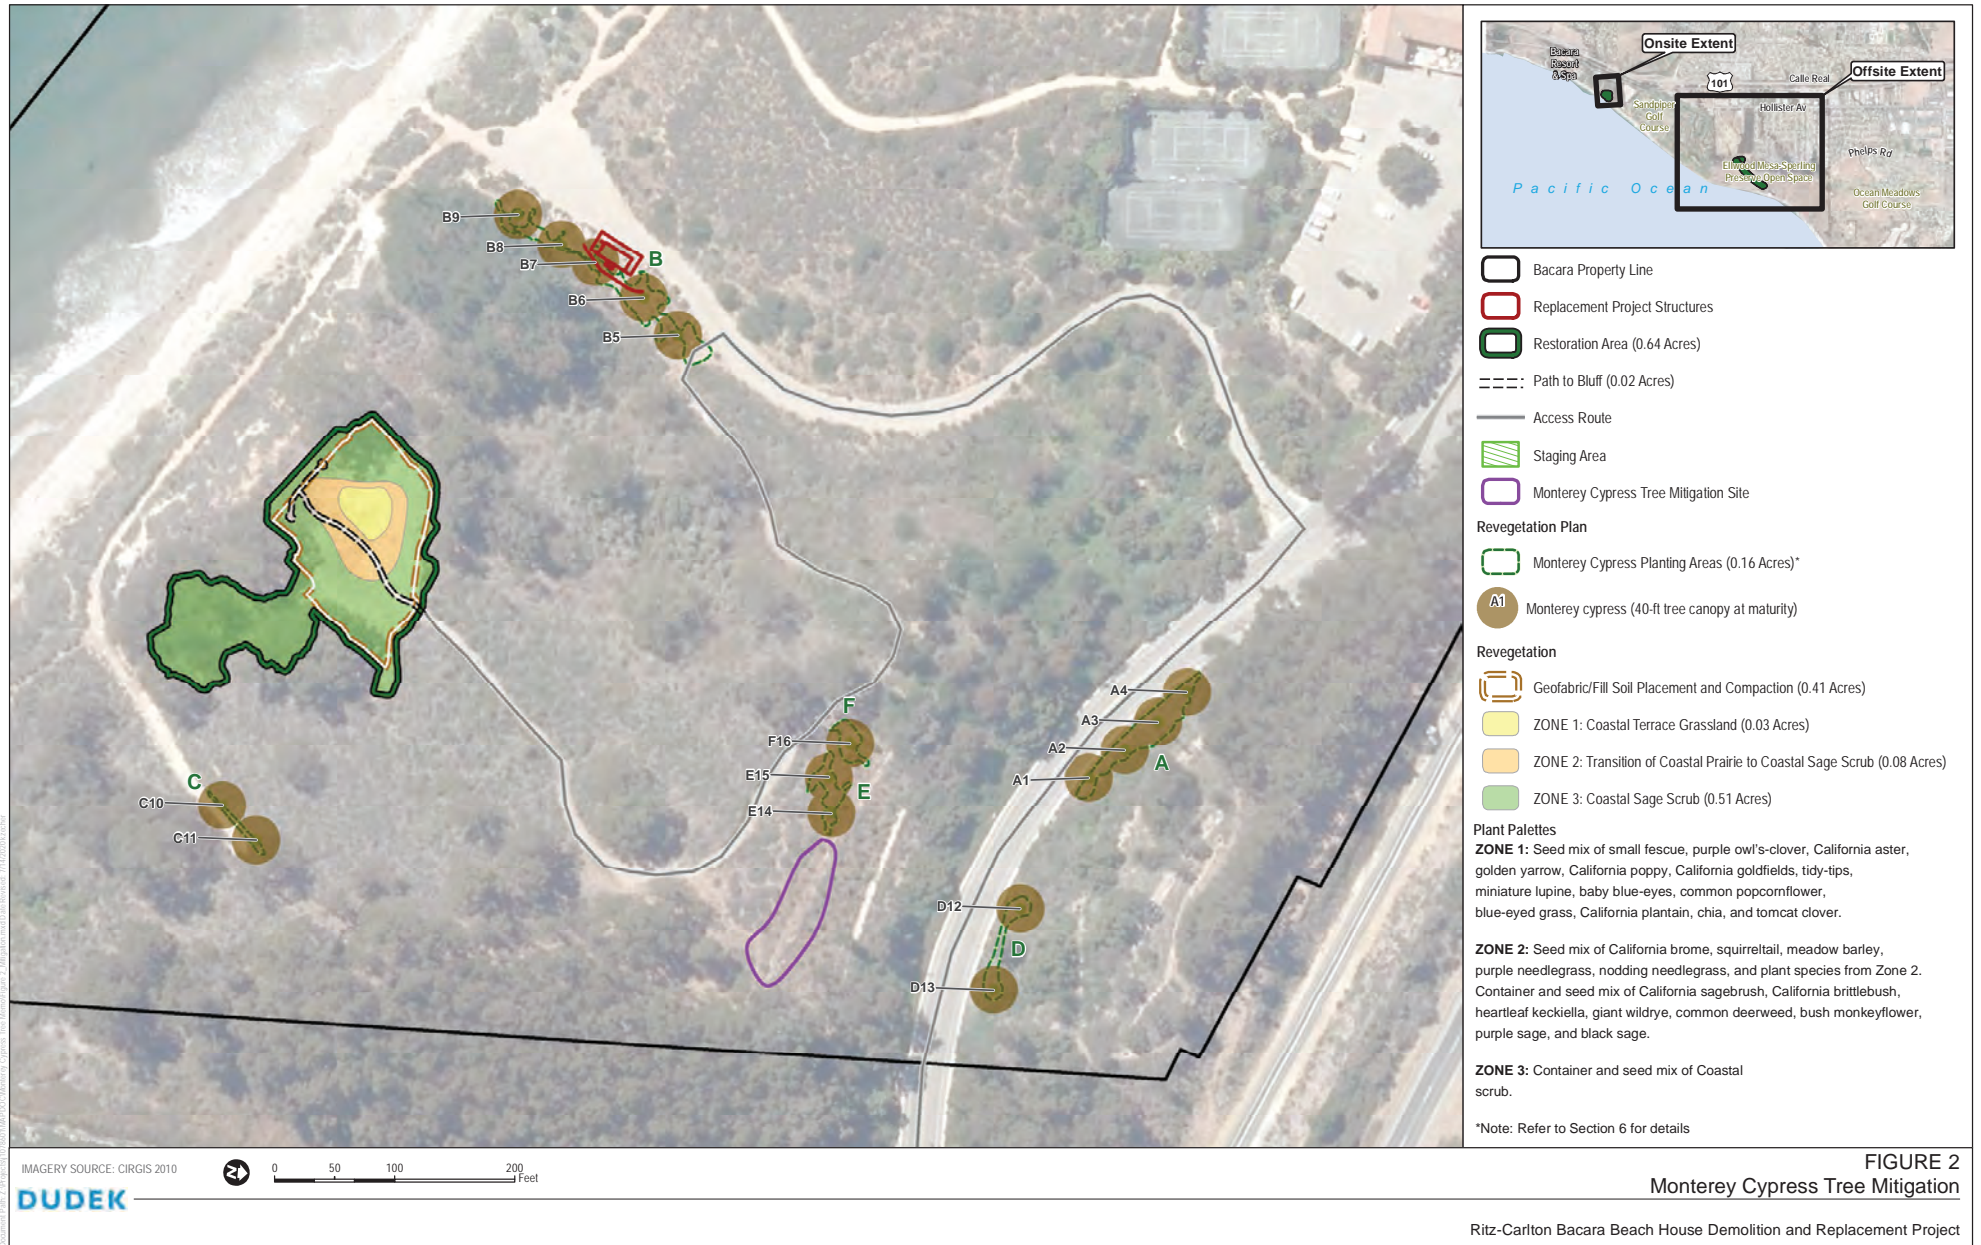 B9
B8
B7
B
B6
B5
C
C10
C11
F
F16
E15
E
E14
A4
A3
A2
A
A1
D12
D
D13
Onsite Extent
Offsite Extent
Bacara
Resort
& Spa
101
Calle Real
Hollister Av
Sandpiper
Golf
Course
Phelps Rd
Ellwood Mesa-Sperling
Preserve Open Space
Pacific Ocean
Ocean Meadows
Golf Course
Bacara Property Line
Replacement Project Structures
Restoration Area (0.64 Acres)
Path to Bluff (0.02 Acres)
Access Route
Staging Area
Monterey Cypress Tree Mitigation Site
Revegetation Plan
Monterey Cypress Planting Areas (0.16 Acres)*
A1
Monterey cypress (40-ft tree canopy at maturity)
Revegetation
Geofabric/Fill Soil Placement and Compaction (0.41 Acres)
ZONE 1: Coastal Terrace Grassland (0.03 Acres)
ZONE 2: Transition of Coastal Prairie to Coastal Sage Scrub (0.08 Acres)
ZONE 3: Coastal Sage Scrub (0.51 Acres)
Plant Palettes
ZONE 1: Seed mix of small fescue, purple owl's-clover, California aster,
golden yarrow, California poppy, California goldfields, tidy-tips,
miniature lupine, baby blue-eyes, common popcornflower,
blue-eyed grass, California plantain, chia, and tomcat clover.
ZONE 2: Seed mix of California brome, squirreltail, meadow barley,
purple needlegrass, nodding needlegrass, and plant species from Zone 2.
Container and seed mix of California sagebrush, California brittlebush,
heartleaf keckiella, giant wildrye, common deerweed, bush monkeyflower,
purple sage, and black sage.
ZONE 3: Container and seed mix of Coastal
scrub.
*Note: Refer to Section 6 for details
IMAGERY SOURCE: CIRGIS 2010
N
0 50 100 200
Feet
DUDEK
FIGURE 2
Monterey Cypress Tree Mitigation
Ritz-Carlton Bacara Beach House Demolition and Replacement Project